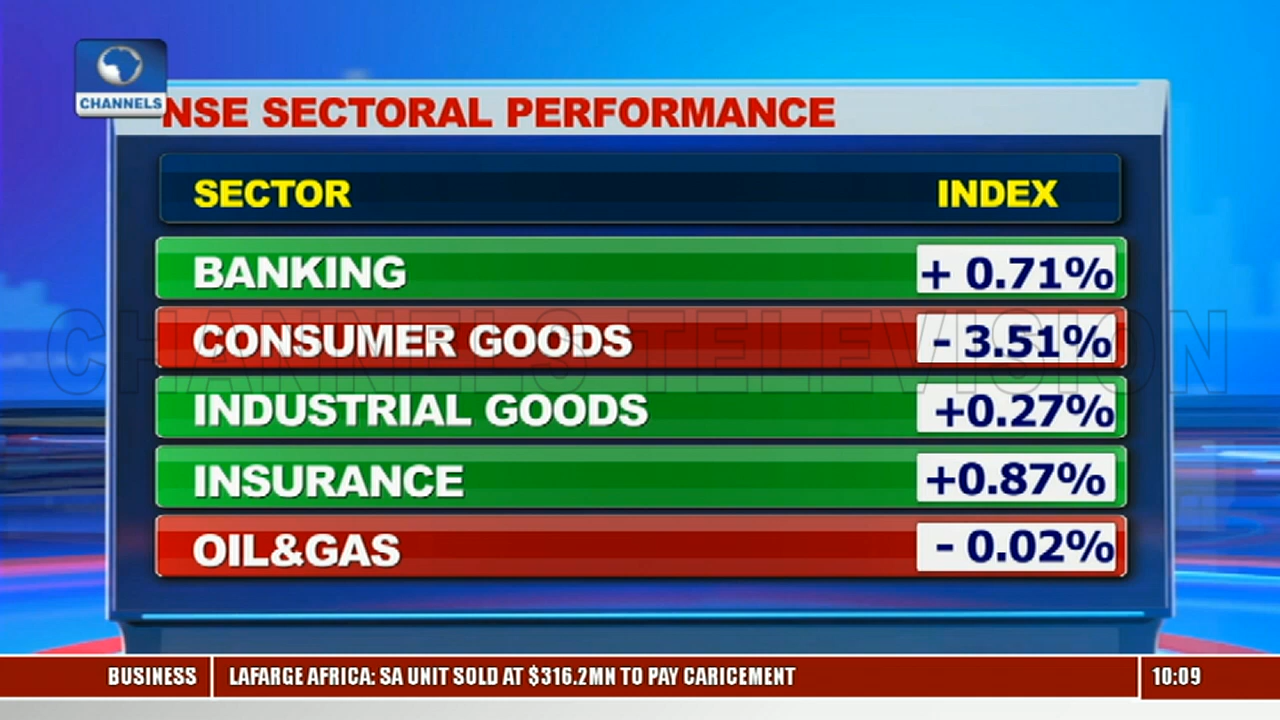 CHANNELS
NSE SECTORAL PERFORMANCE
SECTOR INDEX
BANKING + 0.71%
CONSUMER GOODS - 3.51%
CHANNELS TELEVISION
INDUSTRIAL GOODS +0.27%
INSURANCE +0.87%
OIL&GAS - 0.02%
BUSINESS LAFARGE AFRICA: SA UNIT SOLD AT $316.2MN TO PAY CARICEMENT 10:09